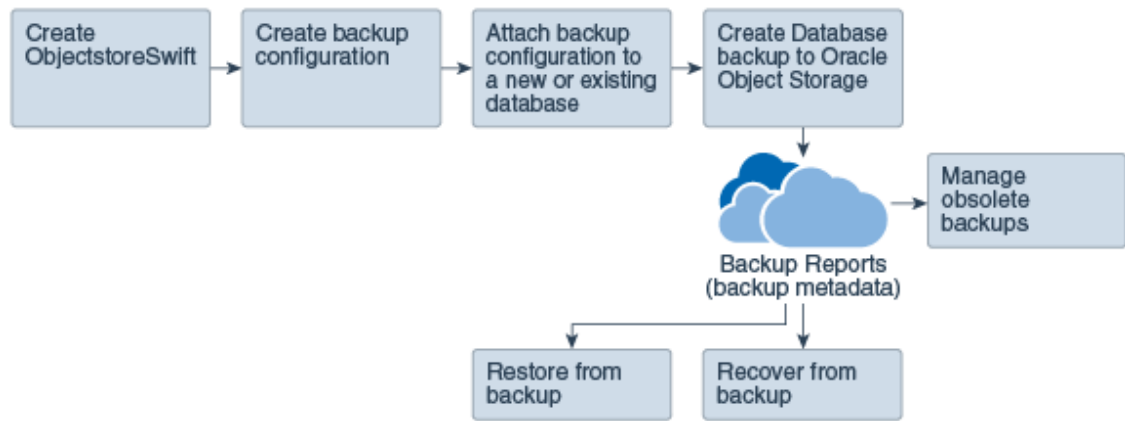 Create
ObjectstoreSwift
Create backup
configuration
Attach backup
configuration to
a new or existing
database
Create Database
backup to Oracle
Object Storage
Manage
obsolete
backups
Backup Reports
(backup metadata)
Restore from
backup
Recover from
backup